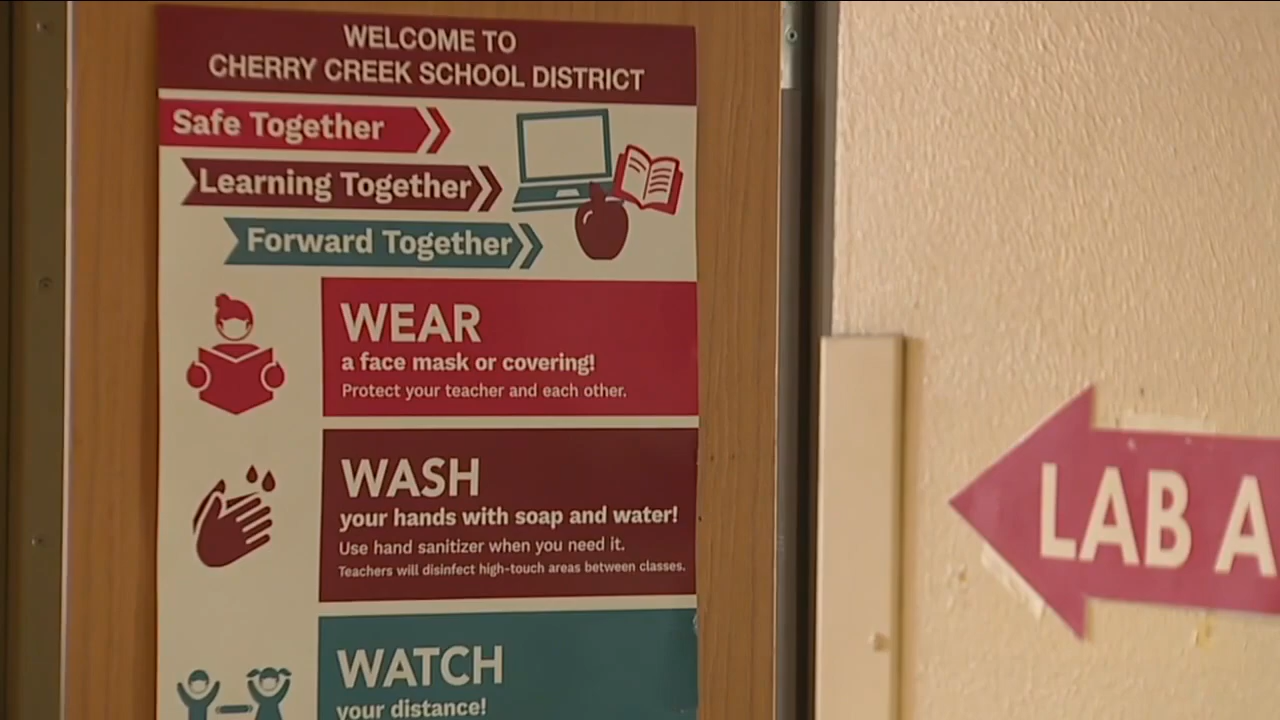 WELCOME TO
CHERRY CREEK SCHOOL DISTRICT
Safe Together
Learning Together
Forward Together
WEAR
a face mask or covering!
Protect your teacher and each other.
WASH
your hands with soap and water!
Use hand sanitizer when you need it.
Teachers will disinfect high-touch areas between classes.
WATCH
your distance!
LAB A